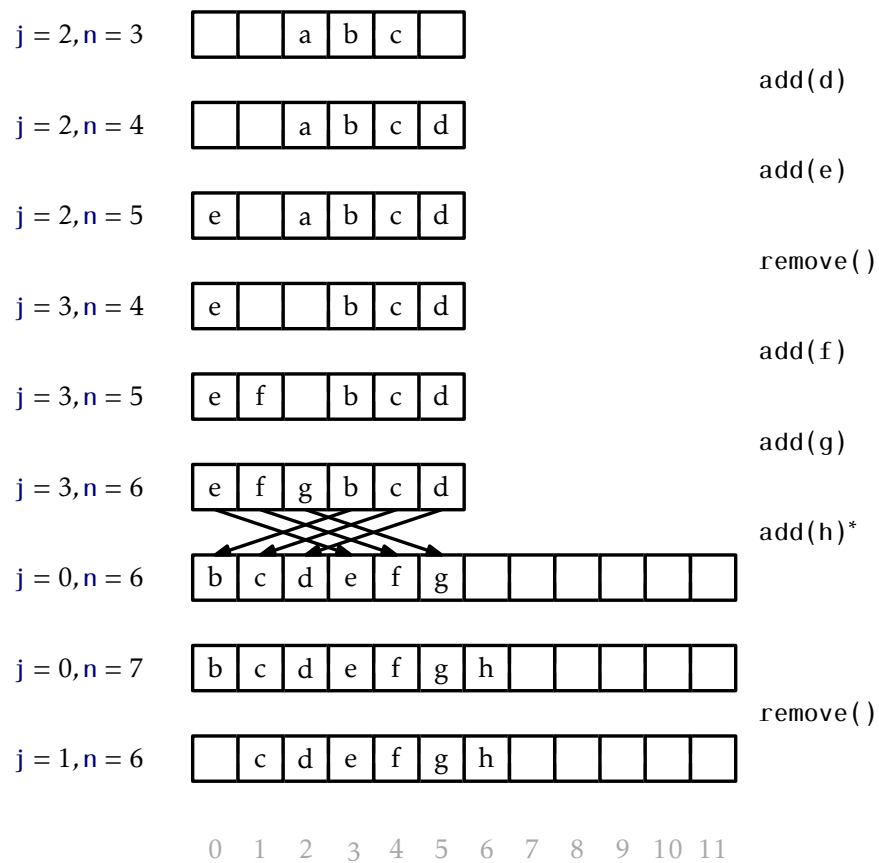 j = 2, n = 3 a b c
add(d)
j = 2, n = 4 a b c d
add(e)
j = 2, n = 5 e a b c d
remove()
j = 3, n = 4 e b c d
add(f)
j = 3, n = 5 e f b c d
add(g)
j = 3, n = 6 e f g b c d
add(h)*
j = 0, n = 6 b c d e f g
j = 0, n = 7 b c d e f g h
remove()
j = 1, n = 6 c d e f g h
0 1 2 3 4 5 6 7 8 9 10 11